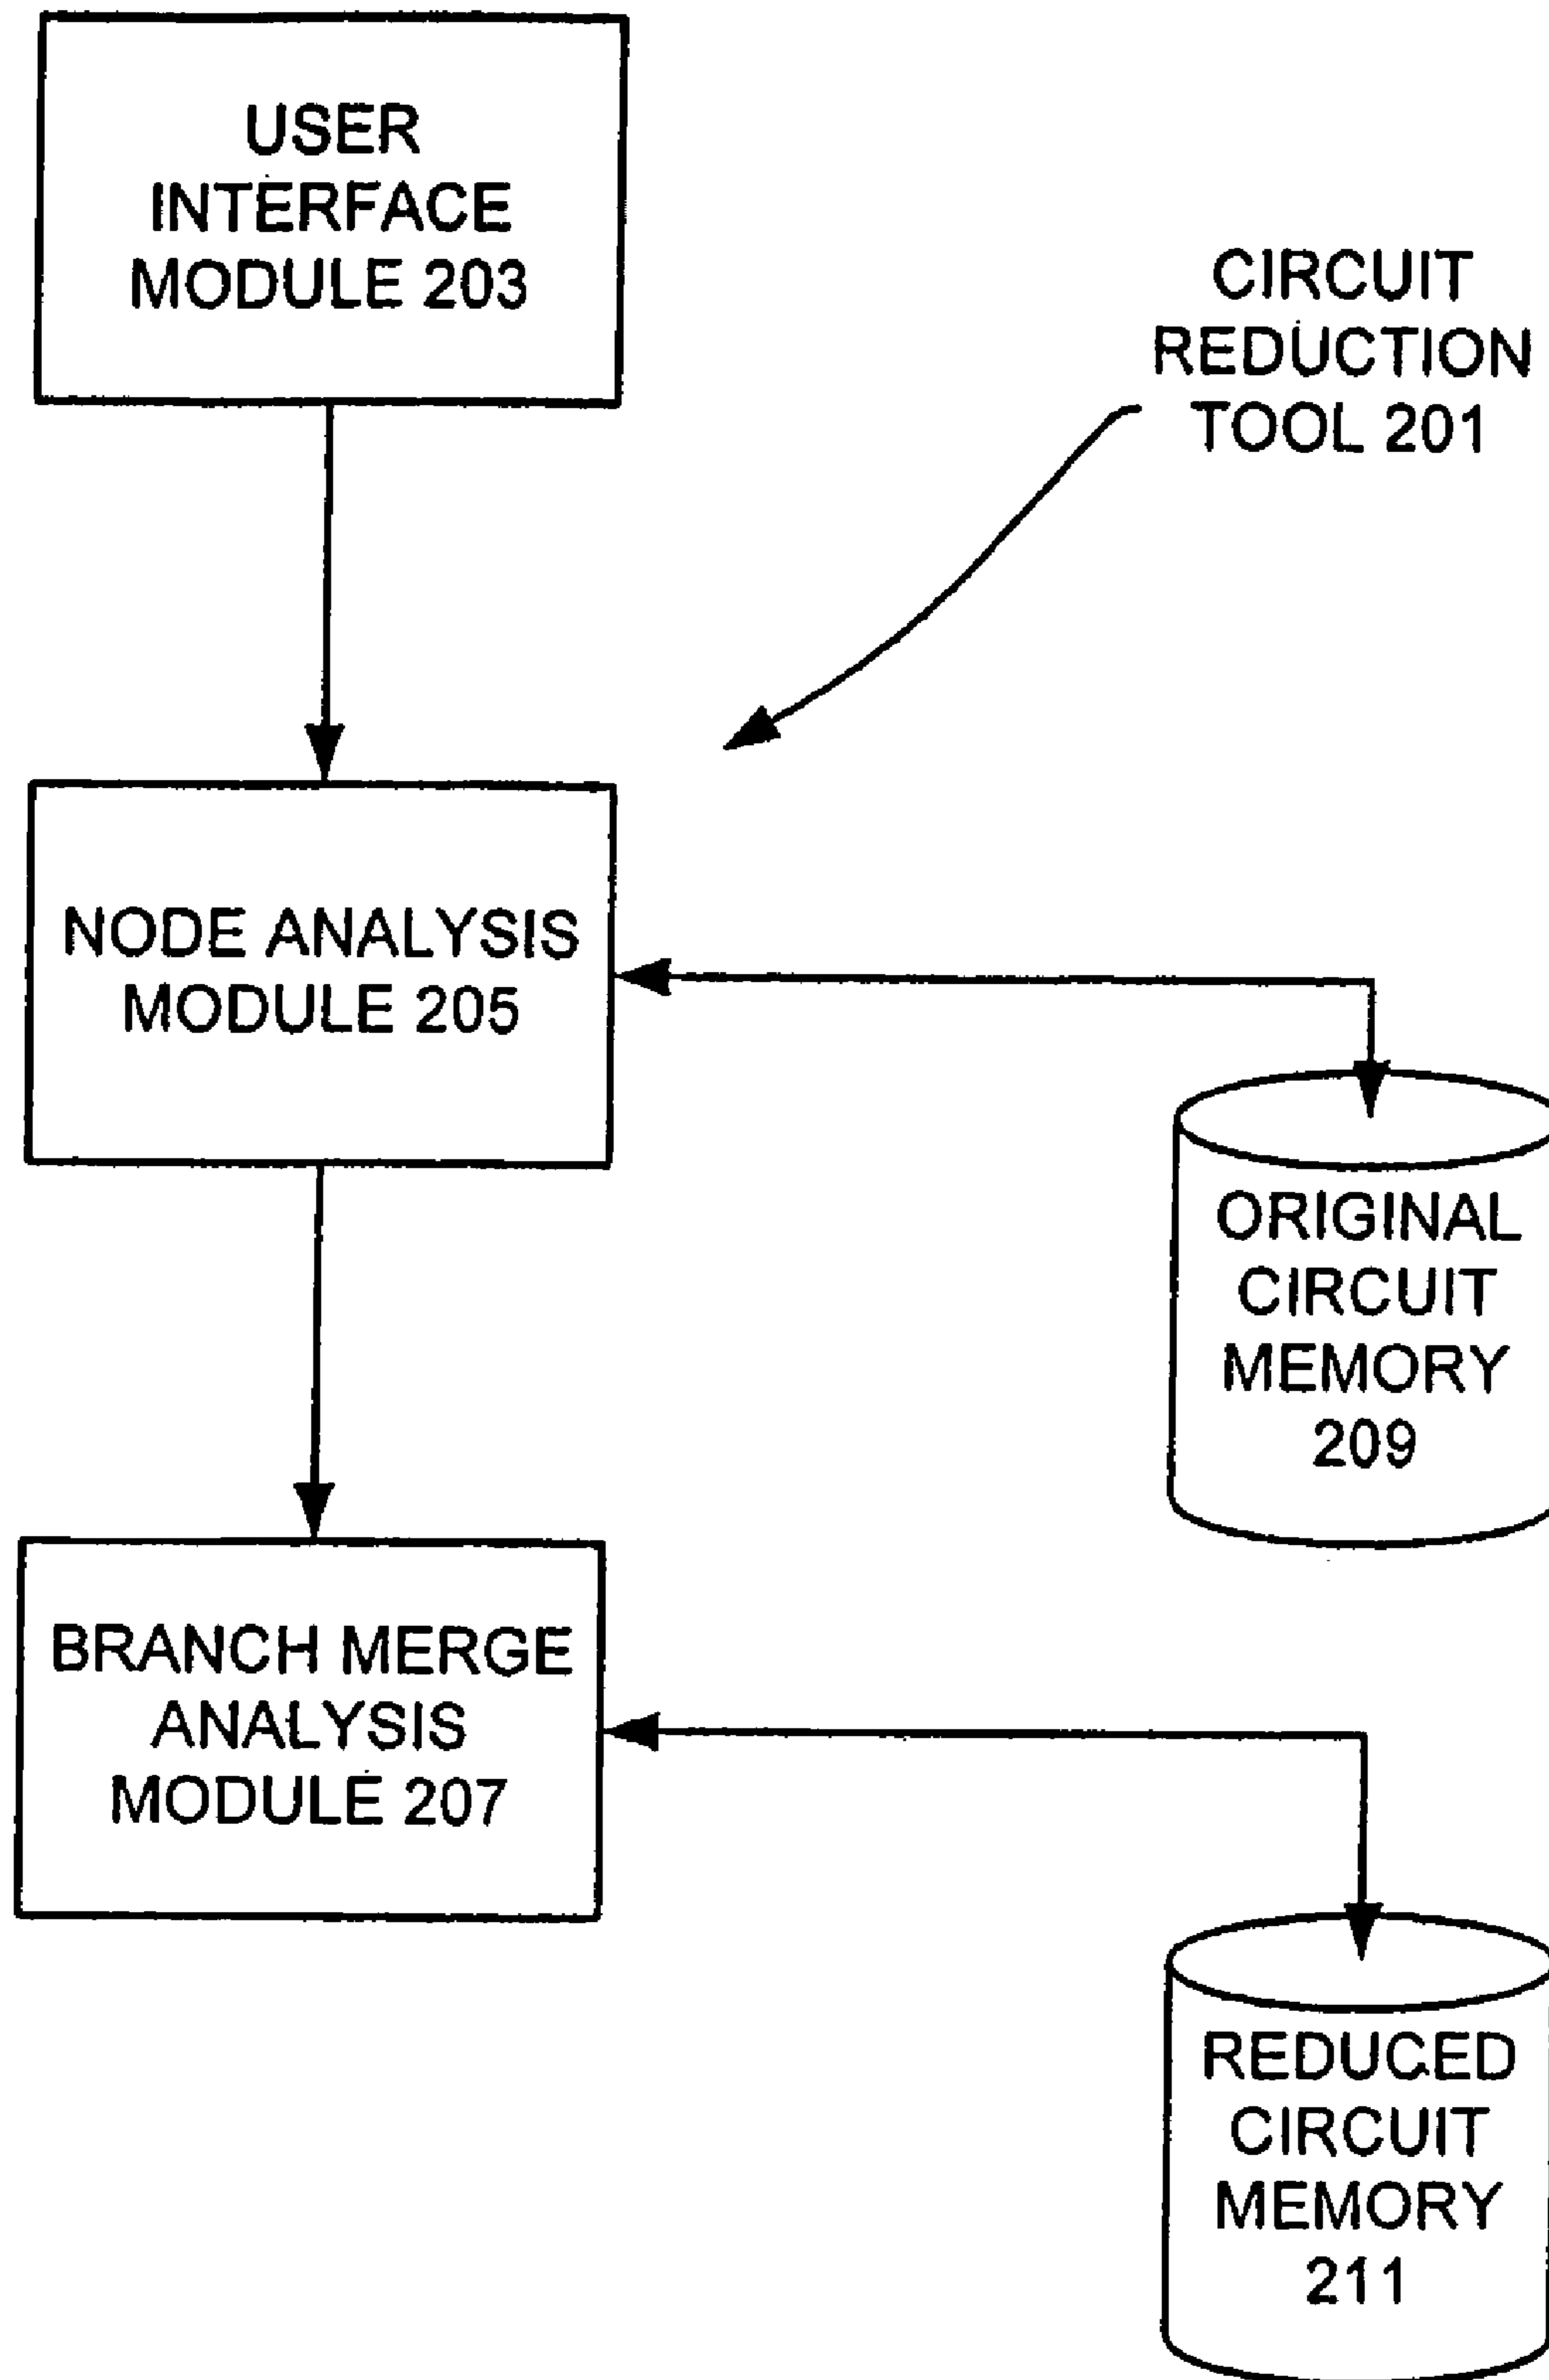 USER
INTERFACE
MODULE 203
CIRCUIT
REDUCTION
TOOL 201
NODE ANALYSIS
MODULE 205
ORIGINAL
CIRCUIT
MEMORY
209
BRANCH MERGE
ANALYSIS
MODULE 207
REDUCED
CIRCUIT
MEMORY
211